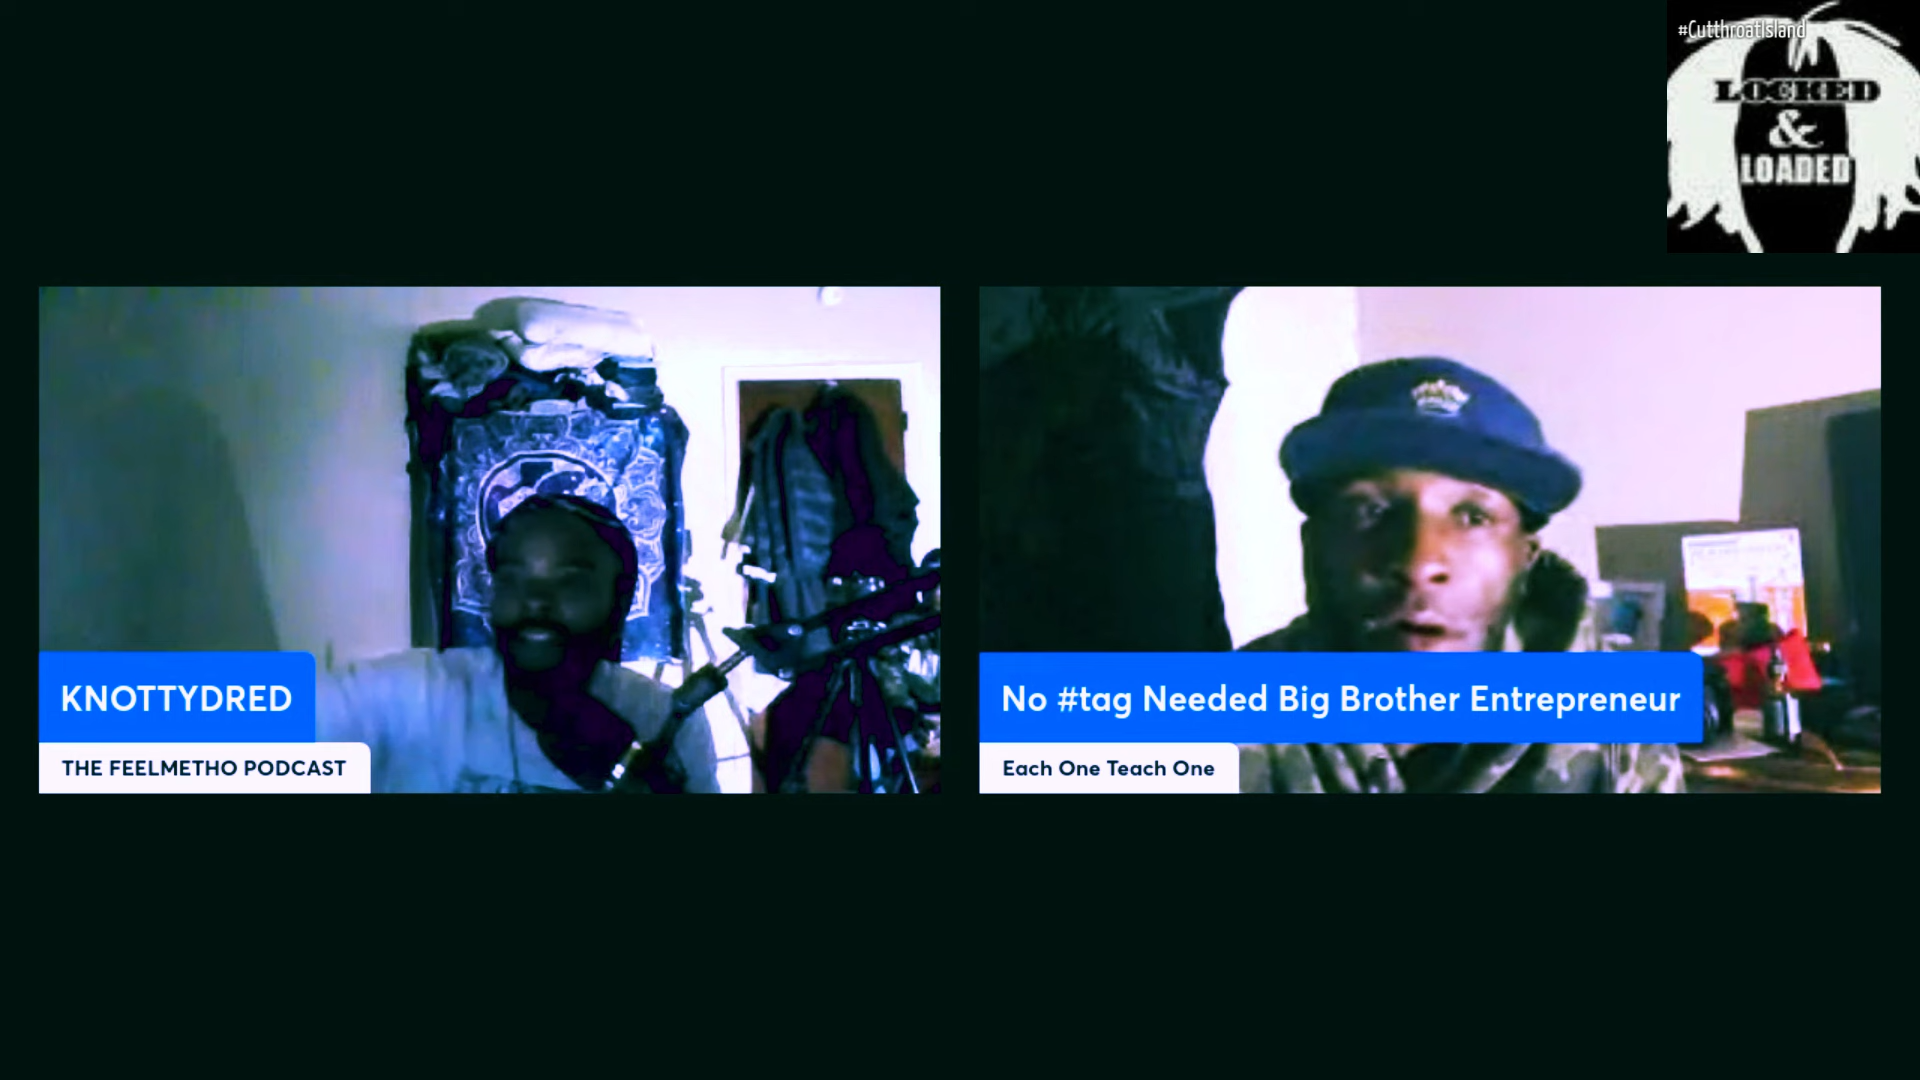 #CutthroatIsland
LOCKED
&
LOADED
KNOTTYDRED
THE FEELMETHO PODCAST
No #tag Needed Big Brother Entrepreneur
Each One Teach One